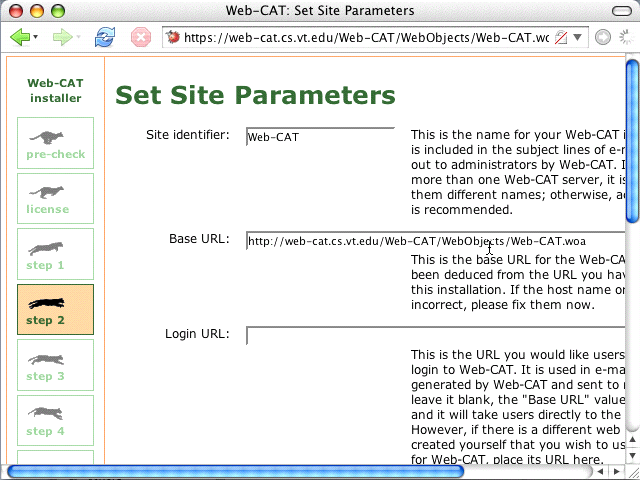 Web-CAT: Set Site Parameters
https://web-cat.cs.vt.edu/Web-CAT/WebObjects/Web-CAT.wo
Web-CAT
installer
pre-check
license
step 1
step 2
step 3
step 4
Set Site Parameters
Site identifier:
Web-CAT
This is the name for your Web-CAT
is included in the subject lines of
out to administrators by Web-CAT.
more than one Web-CAT server, it is
them different names; otherwise,
is recommended.
Base URL:
http://web-cat.cs.vt.edu/Web-CAT/WebObjects/Web-CAT.woa
This is the base URL for the
been deduced from the URL you
this installation. If the host name
incorrect, please fix them now.
Login URL:
This is the URL you would like users
login to Web-CAT. It is used in
generated by Web-CAT and sent to
leave it blank, the "Base URL"
and it will take users directly to the
However, if there is a different web
created yourself that you wish to
for Web-CAT, place its URL here.